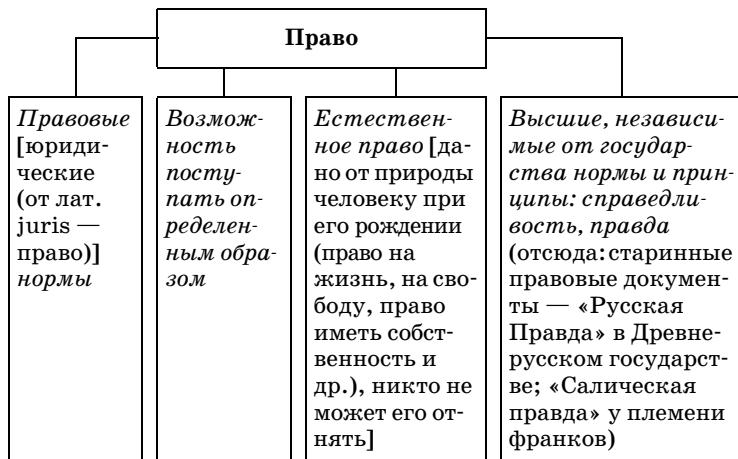 Право
Правовые
[юриди-
ческие
(от лат.
juris —
право)]
нормы
Возмож-
ность
посту-
пать оп-
ределен-
ным обра-
зом
Естествен-
ное право [да-
но от природы
человеку при
его рождении
(право на
жизнь, на сво-
боду, право
иметь собст-
венность и
др.), никто не
может его от-
нять]
Высшие, независи-
мые от государ-
ства нормы и прин-
ципы: справедли-
вость, правда
(отсюда: старинные
правовые докумен-
ты — «Русская
Правда» в Древне-
русском государст-
ве; «Салическая
правда» у племени
франков)